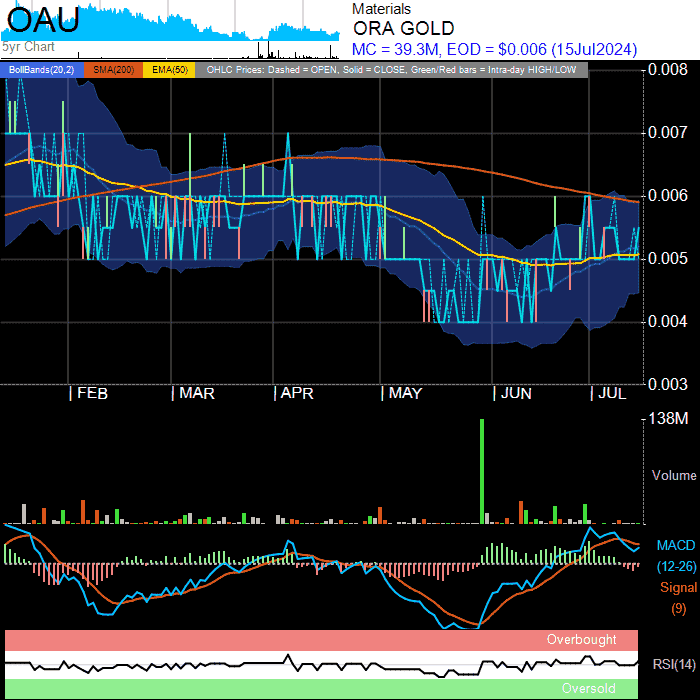 OAU
5yr Chart
Materials
ORA GOLD
MC = 39.3M, EOD = $0.006 (15Jul2024)
BollBands(20,2) SMA(200) EMA(50) OHLC Prices: Dashed = OPEN, Solid = CLOSE, Green/Red bars = Intra-day HIGH/LOW
0.008
0.007
0.006
0.005
0.004
0.003
FEB MAR APR MAY JUN JUL
138M
Volume
MACD
(12-26)
Signal
(9)
Overbought
RSI(14)
Oversold